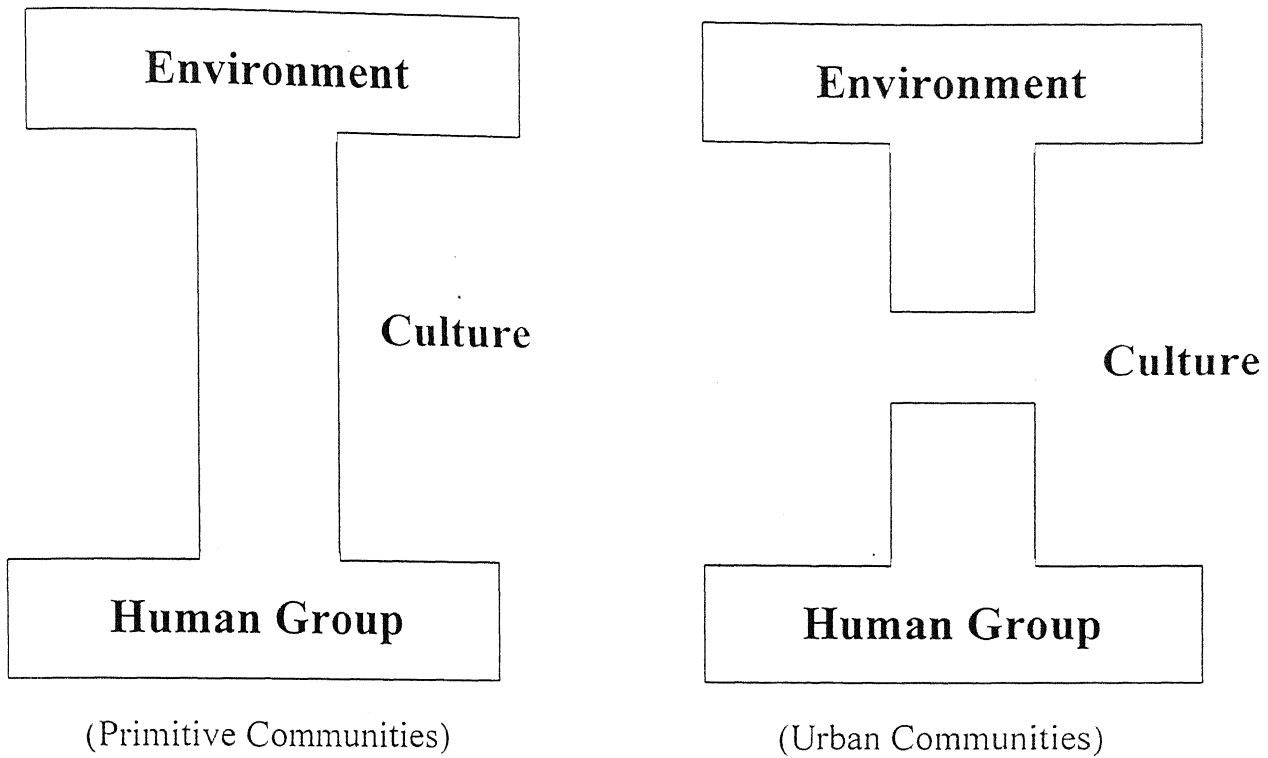 Environment
Culture
Human Group
(Primitive Communities)
Environment
Culture
Human Group
(Urban Communities)